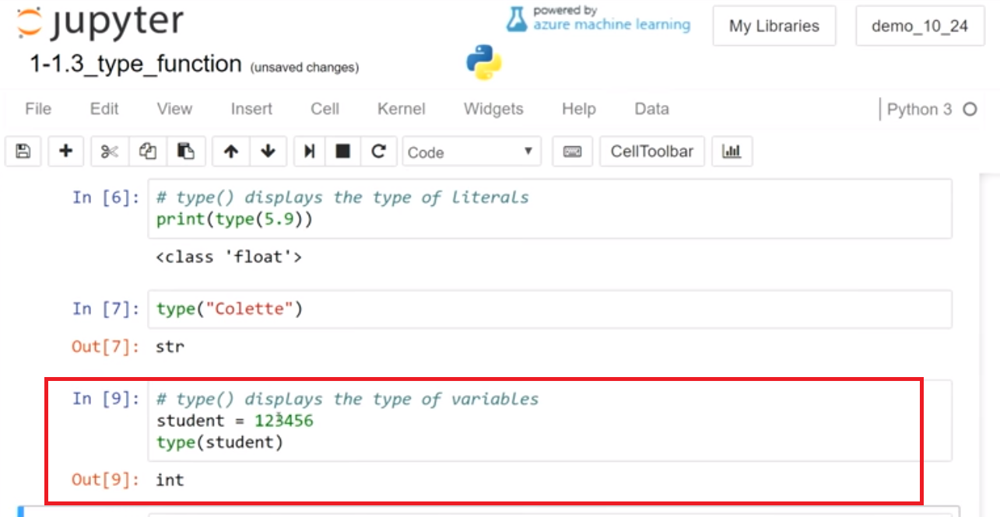 jupyter
powered by
azure machine learning
My Libraries
demo_10_24
1-1.3_type_function (unsaved changes)
File Edit View Insert Cell Kernel Widgets Help Data Python 3
Code CellToolbar
In [6]: # type() displays the type of literals
print(type(5.9))
<class 'float'>
In [7]: type("Colette")
Out[7]: str
In [9]: # type() displays the type of variables
student = 123456
type(student)
Out[9]: int